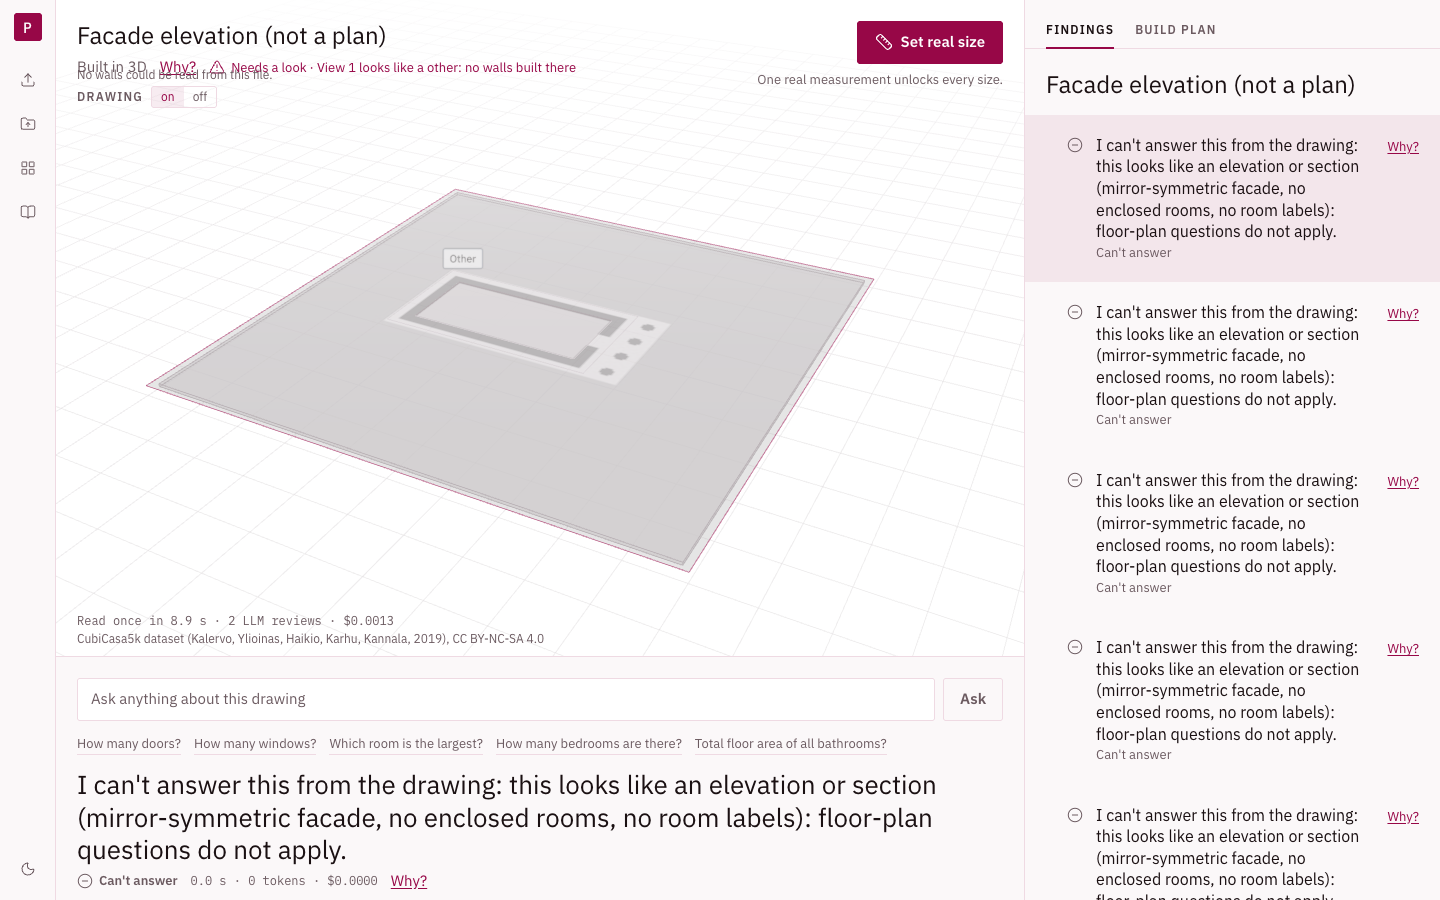 P
Facade elevation (not a plan)
Built in 3D Why? Needs a look · View 1 looks like a other: no walls built there
No walls could be read from this file.
DRAWING on off
Set real size
One real measurement unlocks every size.
Other
Read once in 8.9 s · 2 LLM reviews · $0.0013
CubiCasa5k dataset (Kalervo, Ylioinas, Haikio, Karhu, Kannala, 2019), CC BY-NC-SA 4.0
Ask anything about this drawing
Ask
How many doors? How many windows? Which room is the largest? How many bedrooms are there? Total floor area of all bathrooms?
I can't answer this from the drawing: this looks like an elevation or section
(mirror-symmetric facade, no enclosed rooms, no room labels): floor-plan
questions do not apply.
Can't answer 0.0 s · 0 tokens · $0.0000 Why?
FINDINGS BUILD PLAN
Facade elevation (not a plan)
I can't answer this from the drawing: Why?
this looks like an elevation or section
(mirror-symmetric facade, no
enclosed rooms, no room labels):
floor-plan questions do not apply.
Can't answer
I can't answer this from the drawing: Why?
this looks like an elevation or section
(mirror-symmetric facade, no
enclosed rooms, no room labels):
floor-plan questions do not apply.
Can't answer
I can't answer this from the drawing: Why?
this looks like an elevation or section
(mirror-symmetric facade, no
enclosed rooms, no room labels):
floor-plan questions do not apply.
Can't answer
I can't answer this from the drawing: Why?
this looks like an elevation or section
(mirror-symmetric facade, no
enclosed rooms, no room labels):
floor-plan questions do not apply.
Can't answer
I can't answer this from the drawing: Why?
this looks like an elevation or section
(mirror-symmetric facade, no
enclosed rooms, no room labels):
floor-plan questions do not apply.